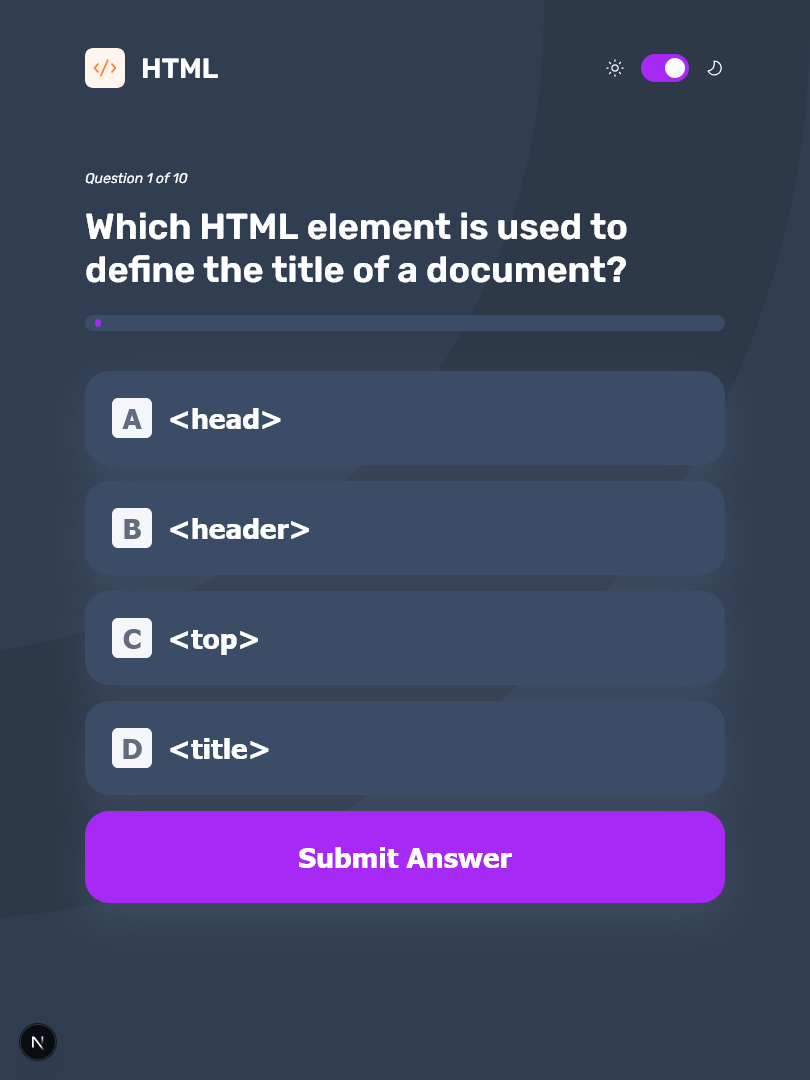 HTML
Question 1 of 10
Which HTML element is used to
define the title of a document?
A <head>
B <header>
C <top>
D <title>
Submit Answer
N